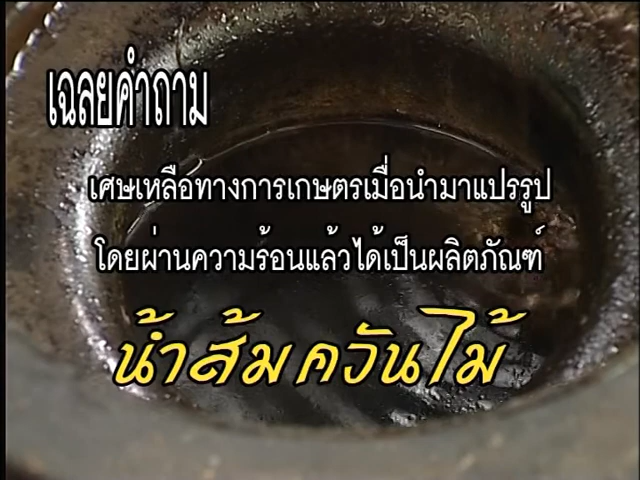 เฉลยคำถาม
เศษเหลือทางการเกษตรเมื่อนำมาแปรรูป
โดยผ่านความร้อนแล้วได้เป็นผลิตภัณฑ์
น้ำส้มควันไม้